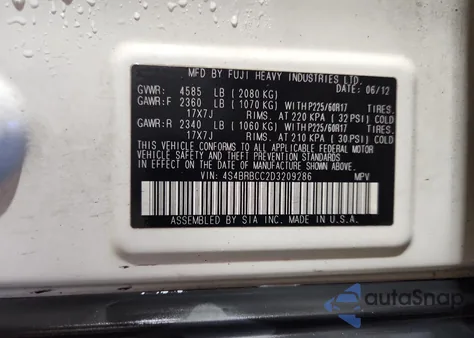 MFD BY FUJI HEAVY INDUSTRIES LTD.
DATE: 06/12
GVWR: 4585 LB (2080 KG)
GAWR:F 2360 LB (1070 KG) WITH P225/60R17 TIRES.
17X7J RIMS. AT 220 KPA (32 PSI) COLD
GAWR:R 2340 LB (1060 KG) WITH P225/60R17 TIRES.
17X7J RIMS. AT 210 KPA (30 PSI) COLD
THIS VEHICLE CONFORMS TO ALL APPLICABLE FEDERAL MOTOR
VEHICLE SAFETY AND THEFT PREVENTION STANDARDS
IN EFFECT ON THE DATE OF MANUFACTURE SHOWN ABOVE.
VIN: 4S4BRBCC2D3209286 MPV
ASSEMBLED BY SIA INC. IN MADE IN U.S.A.
autoSnap